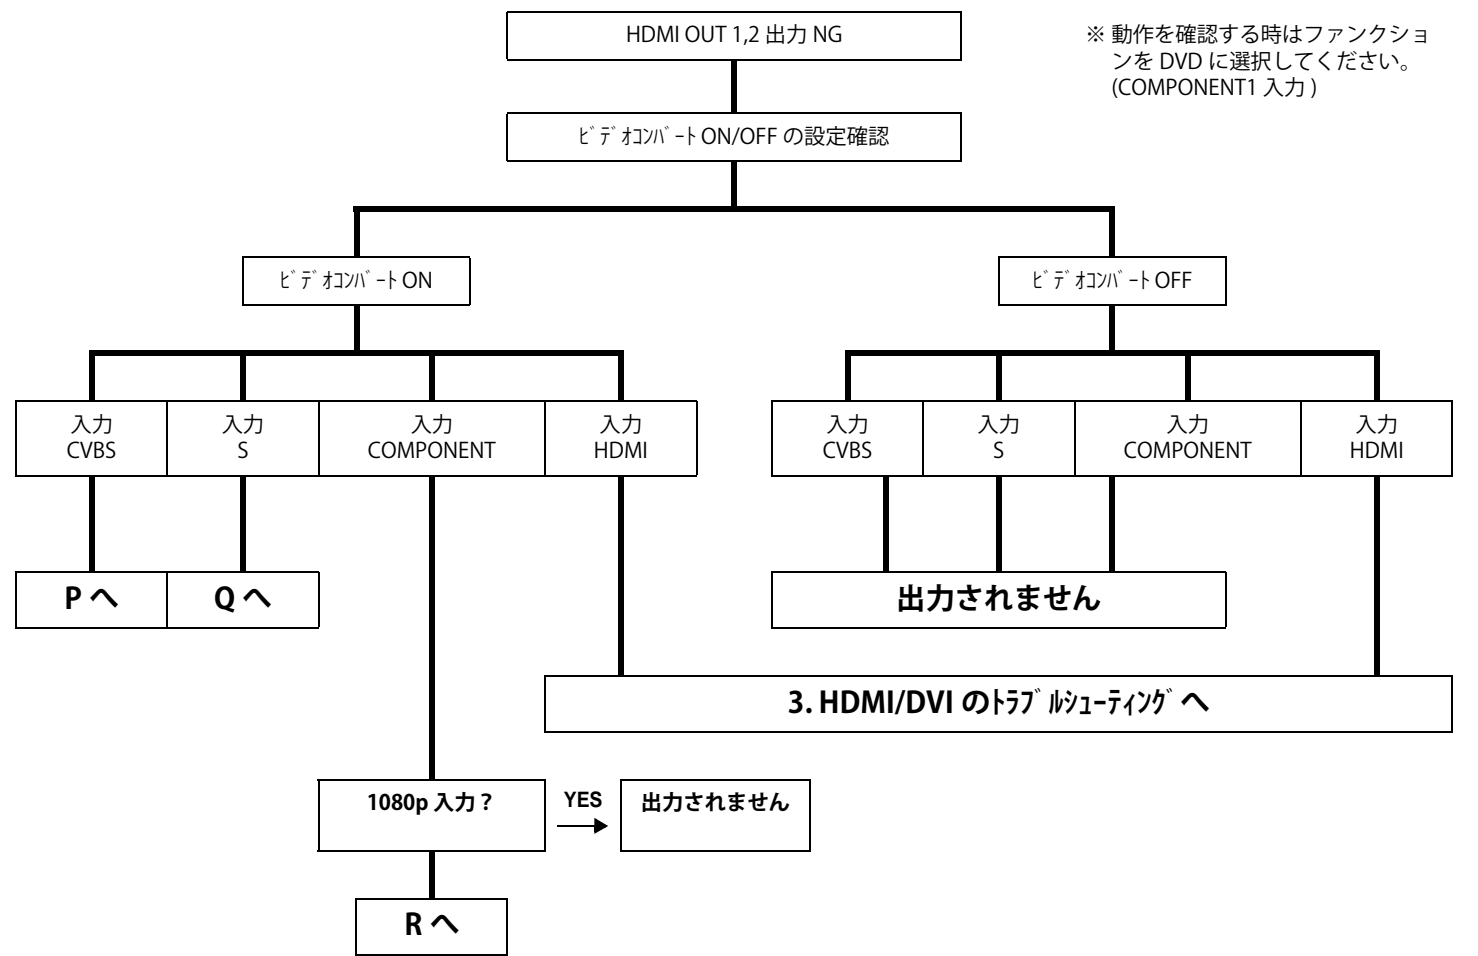 HDMI OUT 1,2 出力 NG
※ 動作を確認する時はファンクショ
ンを DVD に選択してください。
(COMPONENT1 入力 )
ﾋﾞﾃﾞｵｺﾝﾊﾞｰﾄ ON/OFF の設定確認
ﾋﾞﾃﾞｵｺﾝﾊﾞｰﾄ ON
ﾋﾞﾃﾞｵｺﾝﾊﾞｰﾄ OFF
入力
CVBS
入力
S
入力
COMPONENT
入力
HDMI
入力
CVBS
入力
S
入力
COMPONENT
入力
HDMI
P へ
Q へ
出力されません
3. HDMI/DVI のﾄﾗﾌﾞﾙｼｭｰﾃｨﾝｸﾞ へ
1080p 入力 ?
YES
出力されません
R へ